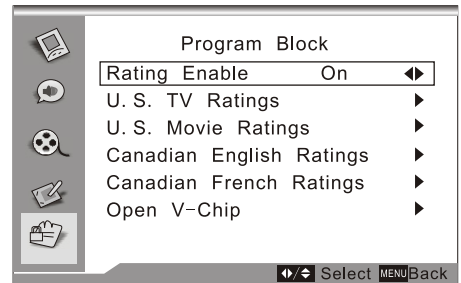 Program Block
Rating Enable On
U. S. TV Ratings
U. S. Movie Ratings
Canadian English Ratings
Canadian French Ratings
Open V-Chip
/ Select MENU Back